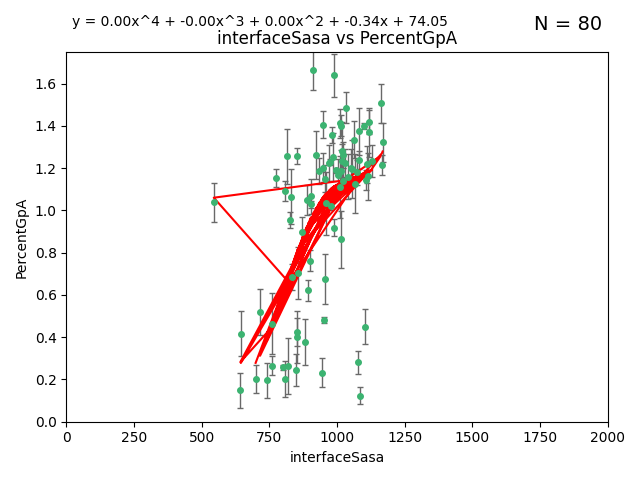 y = 0.00x^4 + -0.00x^3 + 0.00x^2 + -0.34x + 74.05
N = 80
interfaceSasa vs PercentGpA
PercentGpA
1.6
1.4
1.2
1.0
0.8
0.6
0.4
0.2
0.0
0 250 500 750 1000 1250 1500 1750 2000
interfaceSasa